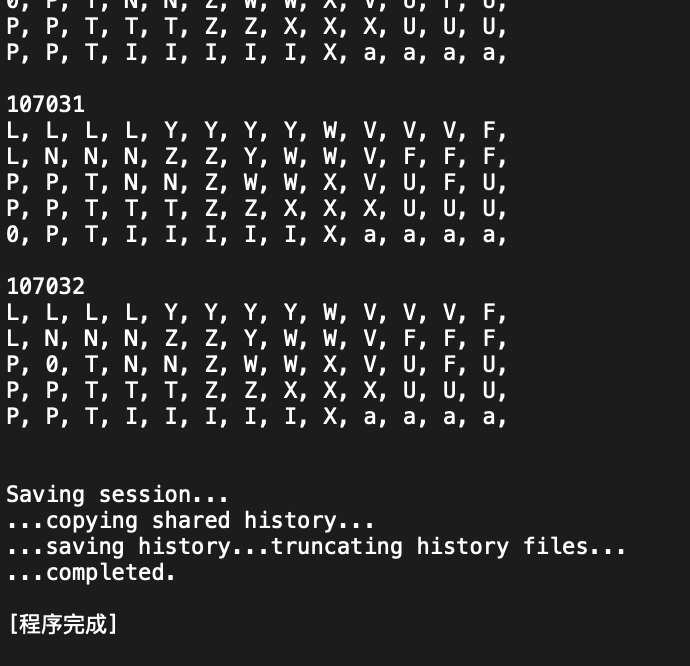 0, P, T, N, N, Z, W, W, X, V, U, F, U,
P, P, T, T, T, Z, Z, X, X, X, U, U, U,
P, P, T, I, I, I, I, I, X, a, a, a, a,
107031
L, L, L, L, Y, Y, Y, Y, W, V, V, V, F,
L, N, N, N, Z, Z, Y, W, W, V, F, F, F,
P, P, T, N, N, Z, W, W, X, V, U, F, U,
P, P, T, T, T, Z, Z, X, X, X, U, U, U,
0, P, T, I, I, I, I, I, X, a, a, a, a,
107032
L, L, L, L, Y, Y, Y, Y, W, V, V, V, F,
L, N, N, N, Z, Z, Y, W, W, V, F, F, F,
P, 0, T, N, N, Z, W, W, X, V, U, F, U,
P, P, T, T, T, Z, Z, X, X, X, U, U, U,
P, P, T, I, I, I, I, I, X, a, a, a, a,
Saving session...
...copying shared history...
...saving history...truncating history files...
...completed.
[程序完成]